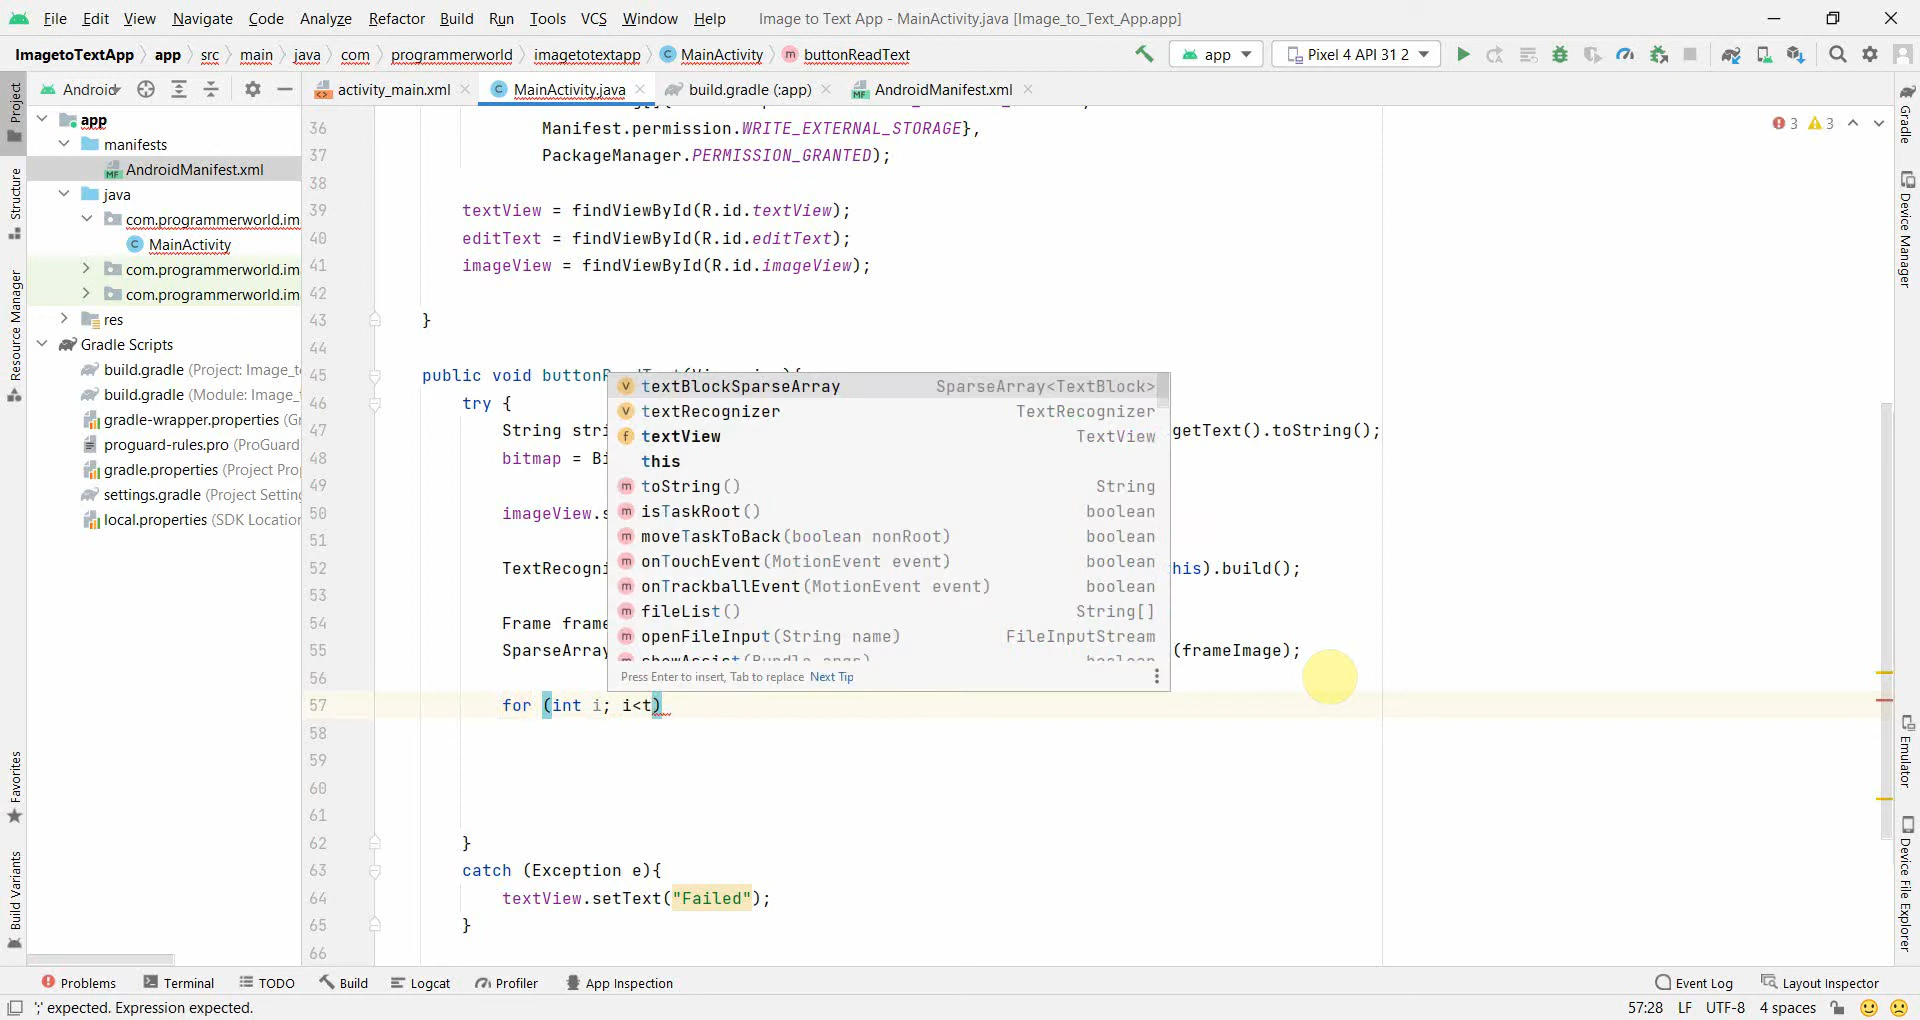 File Edit View Navigate Code Analyze Refactor Build Run Tools VCS Window Help Image to Text App - MainActivity.java [Image_to_Text_App.app]
ImagetoTextApp app src main java com programmerworld imagetotextapp MainActivity buttonReadText app Pixel 4 API 31 2
Android activity_main.xml MainActivity.java build.gradle (:app) AndroidManifest.xml
Project
Structure
Resource Manager
Favorites
Build Variants
app
manifests
AndroidManifest.xml
java
com.programmerworld.im
MainActivity
com.programmerworld.im
com.programmerworld.im
res
Gradle Scripts
build.gradle (Project: Image_to
build.gradle (Module: Image_
gradle-wrapper.properties (Gr
proguard-rules.pro (ProGuard
gradle.properties (Project Pro
settings.gradle (Project Setting
local.properties (SDK Location
3 3
36 Manifest.permission.WRITE_EXTERNAL_STORAGE},
37 PackageManager.PERMISSION_GRANTED);
38
39 textView = findViewById(R.id.textView);
40 editText = findViewById(R.id.editText);
41 imageView = findViewById(R.id.imageView);
42
43 }
44
45 public void buttonReadText(View view){
46 try {
47 String stri getText().toString();
48 bitmap = Bi
49
50 imageView.s
51
52 TextRecogni his).build();
53
54 Frame frame
55 SparseArray (frameImage);
56
57 for (int i; i<t)
58
59
60
61
62 }
63 catch (Exception e){
64 textView.setText("Failed");
65 }
66
textBlockSparseArray SparseArray<TextBlock>
textRecognizer TextRecognizer
textView TextView
this
toString() String
isTaskRoot() boolean
moveTaskToBack(boolean nonRoot) boolean
onTouchEvent(MotionEvent event) boolean
onTrackballEvent(MotionEvent event) boolean
fileList() String[]
openFileInput(String name) FileInputStream
showAssist(Bundle args) boolean
Press Enter to insert, Tab to replace Next Tip
Gradle
Device Manager
Emulator
Device File Explorer
Problems Terminal TODO Build Logcat Profiler App Inspection Event Log Layout Inspector
';' expected. Expression expected. 57:28 LF UTF-8 4 spaces